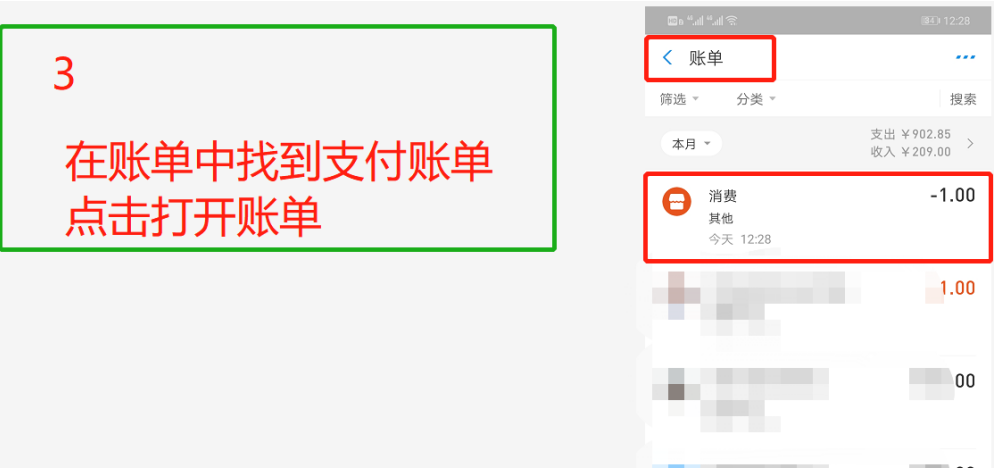 3
在账单中找到支付账单
点击打开账单
12:28
账单
筛选 分类 搜索
本月
支出 ￥902.85
收入 ￥209.00
消费 -1.00
其他
今天 12:28
1.00
00